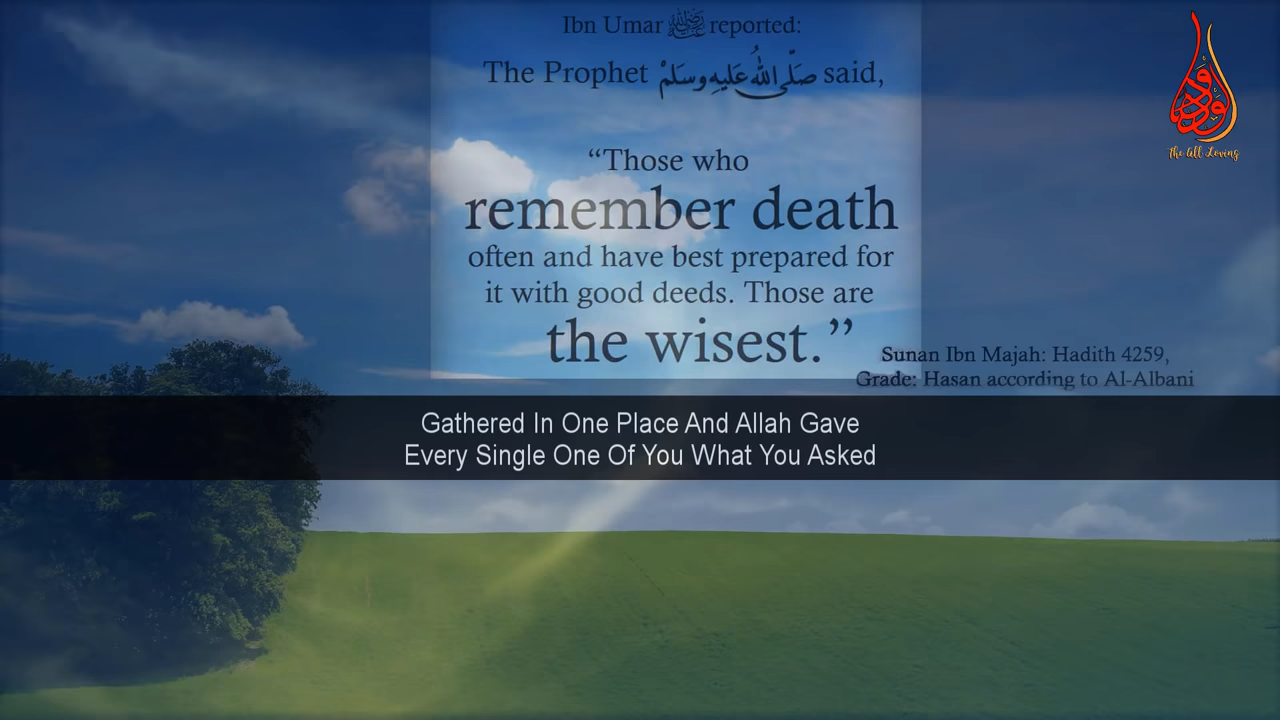 Ibn Umar رضي الله عنه reported:
The Prophet صَلَّى اللهُ عَلَيهِ وسَلَّمْ said,
“Those who
remember death
often and have best prepared for
it with good deeds. Those are
the wisest.”
Sunan Ibn Majah: Hadith 4259,
Grade: Hasan according to Al-Albani
Gathered In One Place And Allah Gave
Every Single One Of You What You Asked
The All Loving